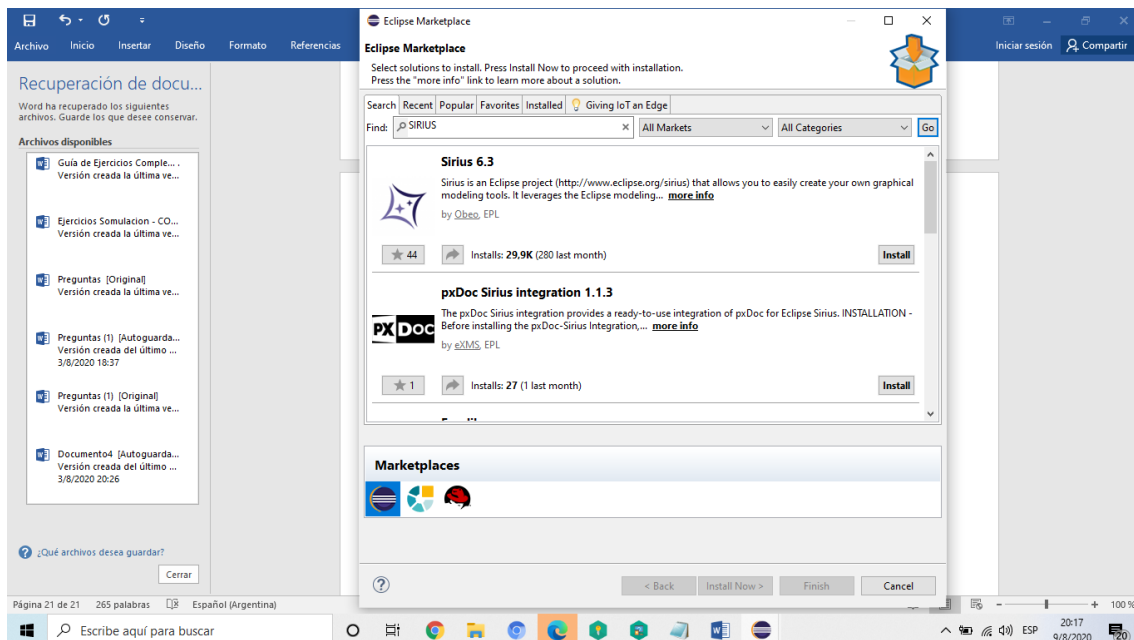 Archivo Inicio Insertar Diseño Formato Referencias
Iniciar sesión Compartir
Recuperación de docu...
Word ha recuperado los siguientes
archivos. Guarde los que desee conservar.
Archivos disponibles
Guía de Ejercicios Comple... .
Versión creada la última ve...
Ejercicios Somulacion - CO...
Versión creada la última ve...
Preguntas [Original]
Versión creada la última ve...
Preguntas (1) [Autoguarda...
Versión creada del último ...
3/8/2020 18:37
Preguntas (1) [Original]
Versión creada la última ve...
Documento4 [Autoguarda...
Versión creada del último ...
3/8/2020 20:26
¿Qué archivos desea guardar?
Cerrar
Eclipse Marketplace
Eclipse Marketplace
Select solutions to install. Press Install Now to proceed with installation.
Press the "more info" link to learn more about a solution.
Search Recent Popular Favorites Installed Giving IoT an Edge
Find: SIRIUS All Markets All Categories Go
Sirius 6.3
Sirius is an Eclipse project (http://www.eclipse.org/sirius) that allows you to easily create your own graphical
modeling tools. It leverages the Eclipse modeling... more info
by Obeo, EPL
44 Installs: 29,9K (280 last month) Install
pxDoc Sirius integration 1.1.3
PX Doc
The pxDoc Sirius integration provides a ready-to-use integration of pxDoc for Eclipse Sirius. INSTALLATION -
Before installing the pxDoc-Sirius Integration,... more info
by eXMS, EPL
1 Installs: 27 (1 last month) Install
Marketplaces
< Back Install Now > Finish Cancel
Página 21 de 21 265 palabras Español (Argentina)
100 %
Escribe aquí para buscar
ESP
20:17
9/8/2020
20